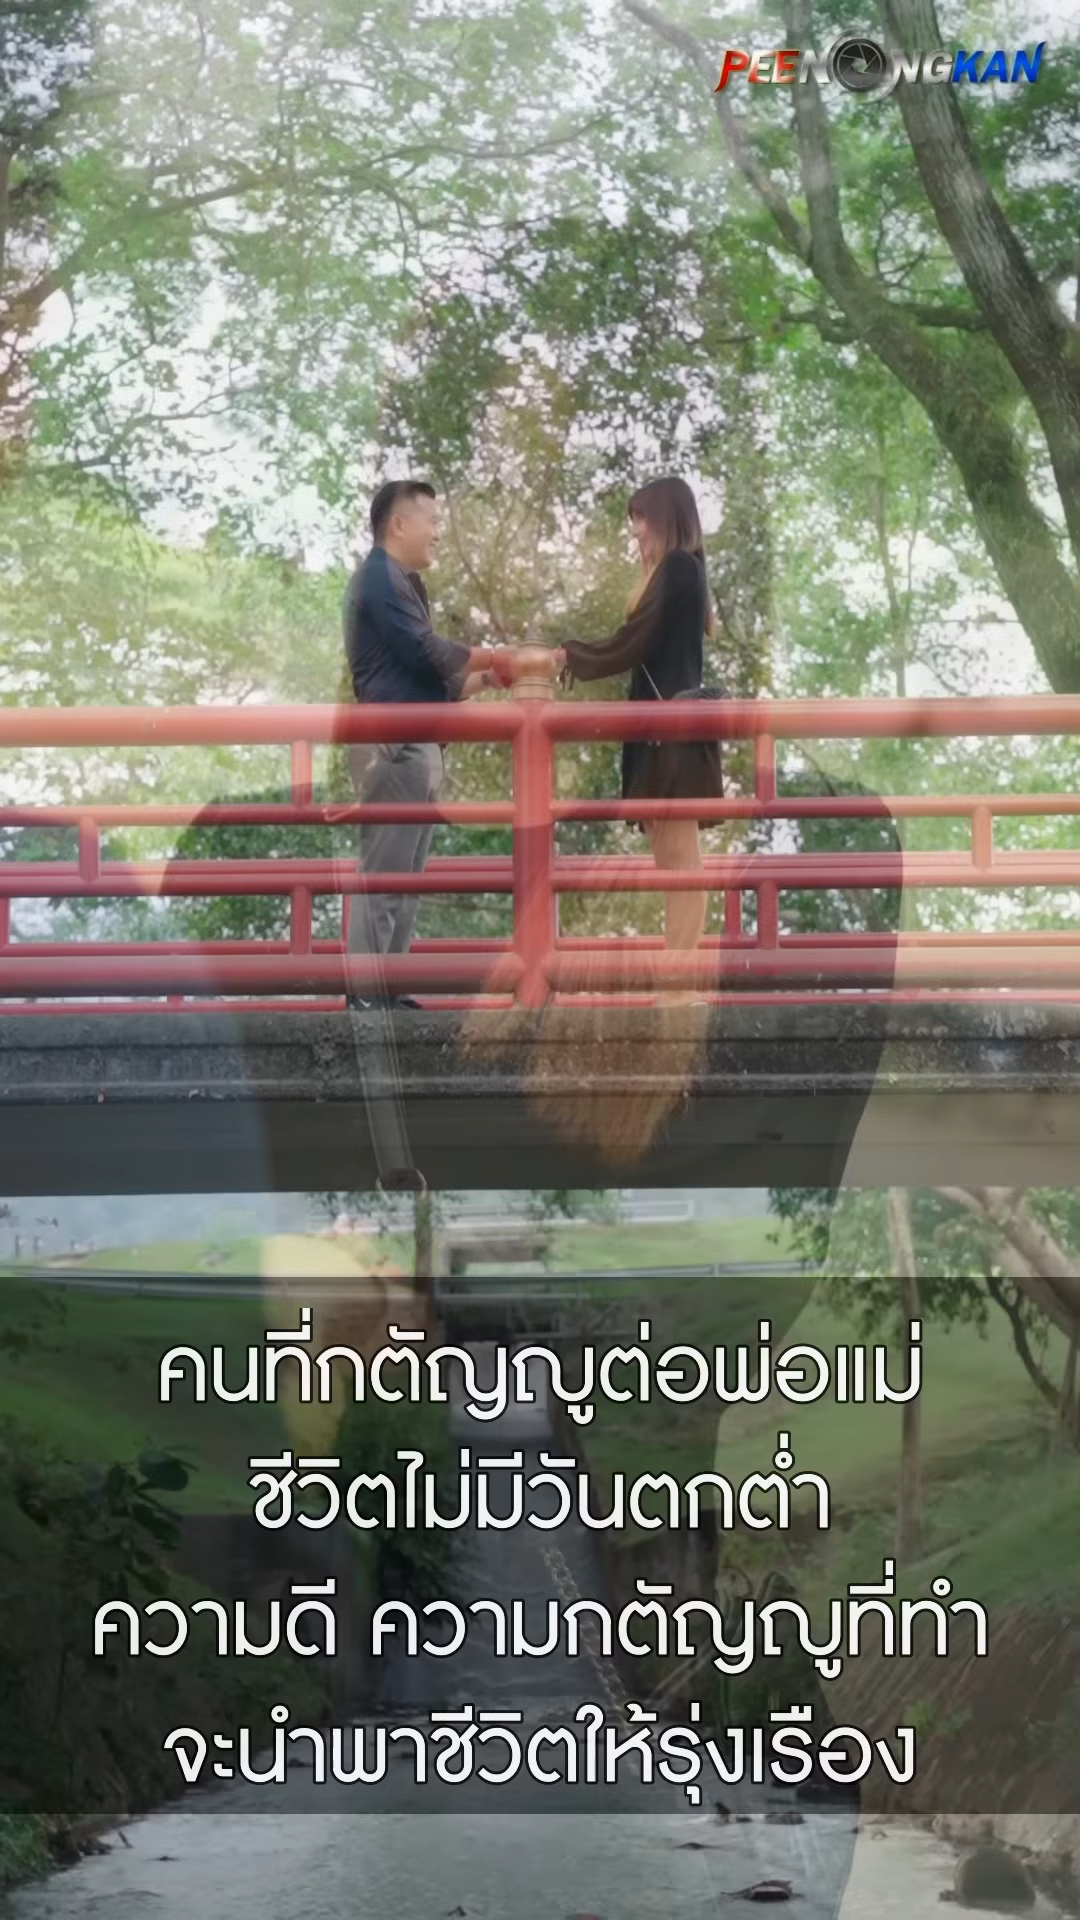 PEENONGKAN
คนที่กตัญญูต่อพ่อแม่
ชีวิตไม่มีวันตกต่ำ
ความดี ความกตัญญูที่ทำ
จะนำพาชีวิตให้รุ่งเรือง